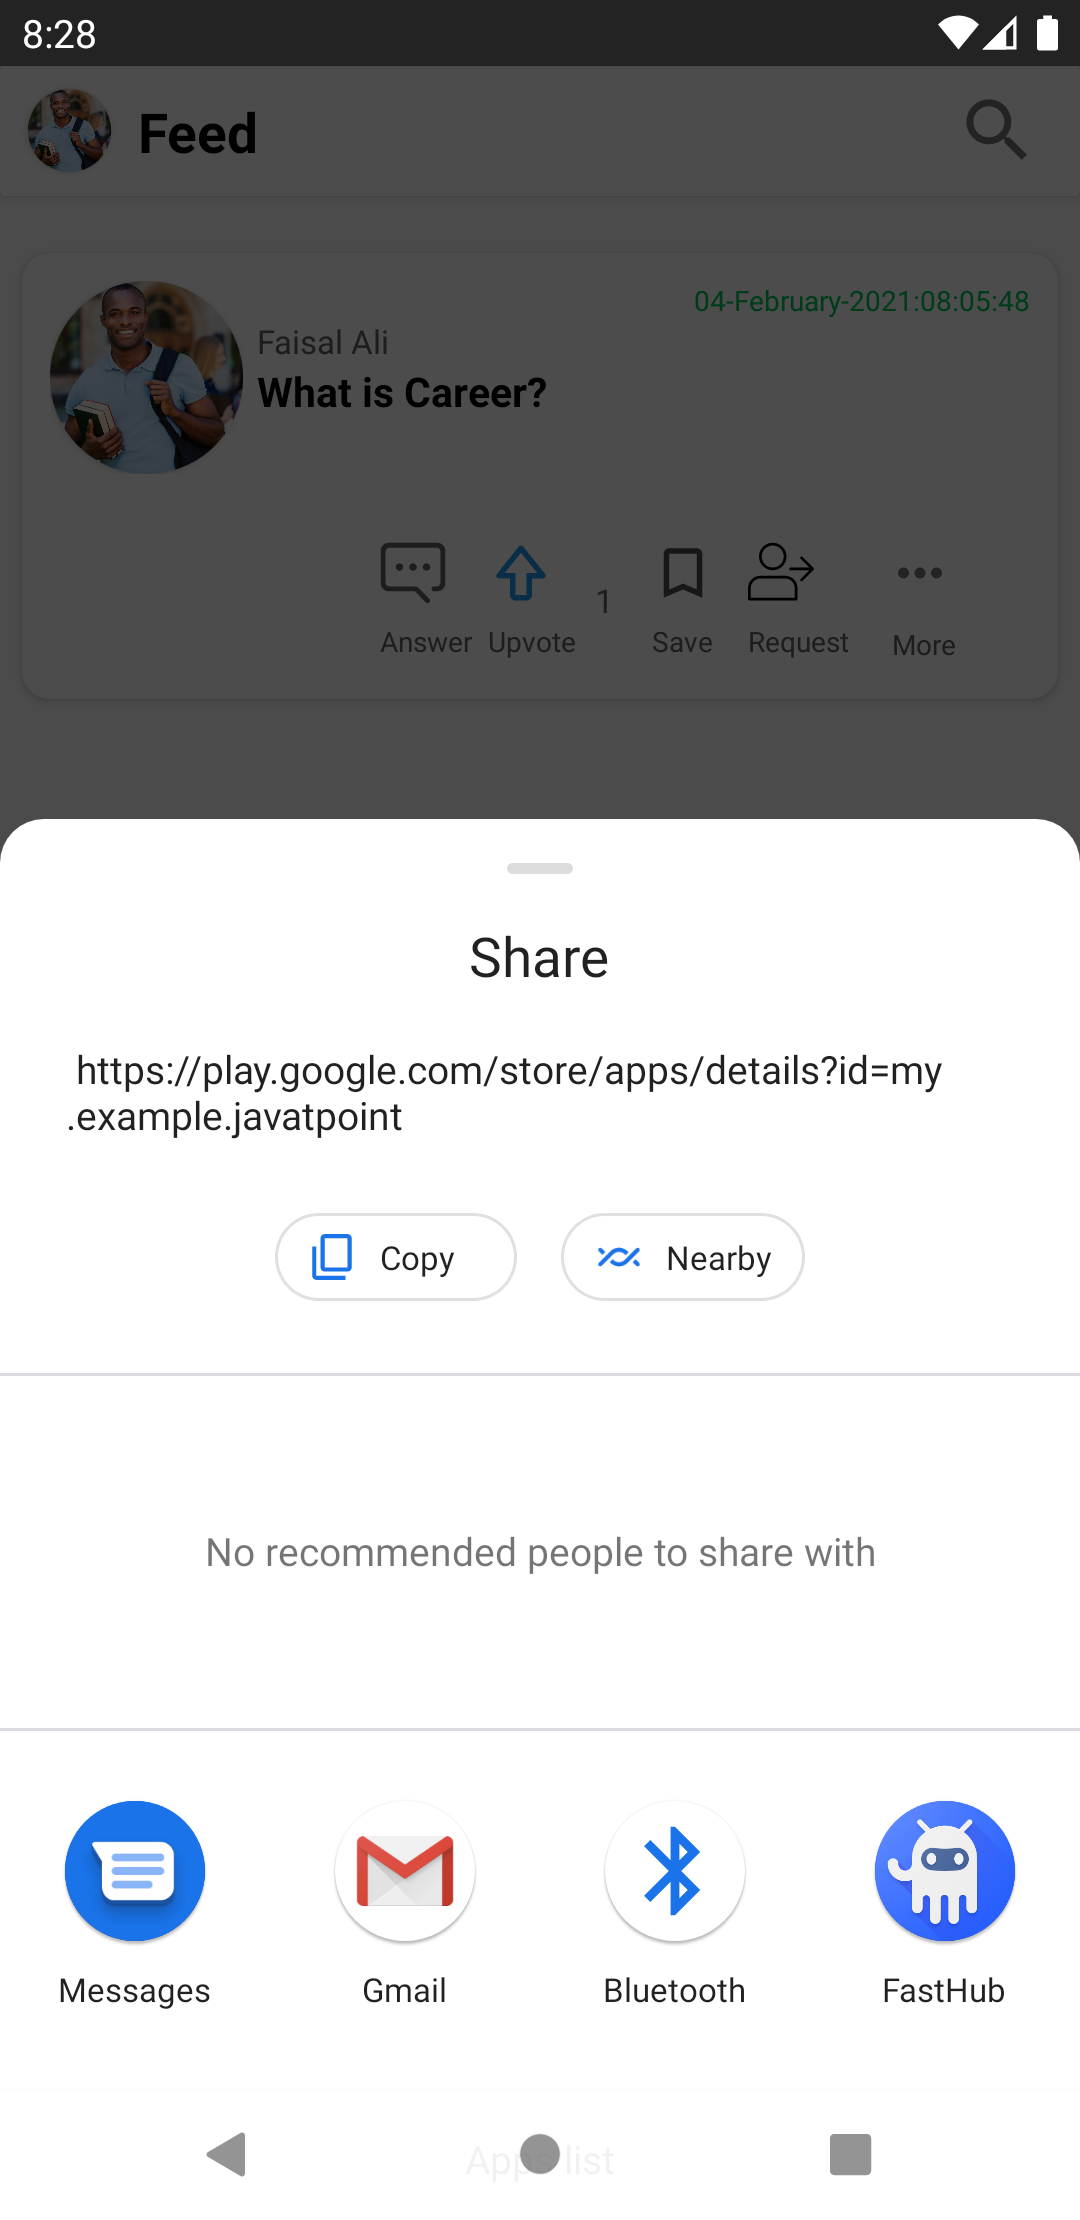 8:28
Feed
04-February-2021:08:05:48
Faisal Ali
What is Career?
1
Answer Upvote Save Request More
Share
https://play.google.com/store/apps/details?id=my
.example.javatpoint
Copy Nearby
No recommended people to share with
Messages Gmail Bluetooth FastHub
Apps list